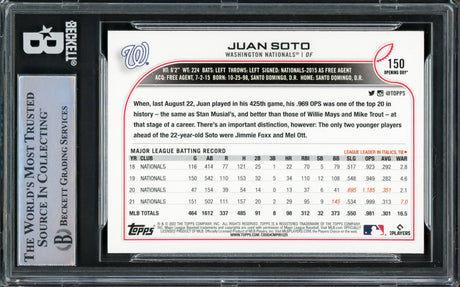 BECKETT
B
THE WORLD'S MOST TRUSTED
SOURCE IN COLLECTING™
BECKETT GRADING SERVICES
JUAN SOTO
WASHINGTON NATIONALS® | OF
150
OPENING DAY®
HT: 6'2" WT: 224 BATS: LEFT THROWS: LEFT SIGNED: NATIONALS-2015 AS FREE AGENT
ACQ: FREE AGENT, 7-2-15 BORN: 10-25-98, SANTO DOMINGO, D.R. HOME: SANTO DOMINGO, D.R.
@TOPPS
When, last August 22, Juan played in his 425th game, his .969 OPS was one of the top 20 in history
– the same as Stan Musial's, and better than those of Willie Mays and Mike Trout – at
that stage of a career. There's an important distinction, however: The only two younger players
ahead of the 22-year-old Soto were Jimmie Foxx and Mel Ott.
MAJOR LEAGUE BATTING RECORD
LEAGUE LEADER IN ITALICS, TIE •
YR CLUB G AB R H 2B 3B HR RBI SB BB SLG OPS AVG WAR
18 NATIONALS 116 414 77 121 25 1 22 70 5 79 .517 .923 .292
19 NATIONALS 150 542 110 153 32 5 34 110 12 108 .548 .949 .282
20 NATIONALS 47 154 39 54 14 0 13 37 6 41 .695 1.185 .351
21 NATIONALS 151 502 111 157 20 2 29 95 9 145 .534 .999 .313 7.0
MLB TOTALS 464 1612 337 485 91 8 98 312 32 373 .550 .981 .301 16.5
Topps
MLBPLAYERS